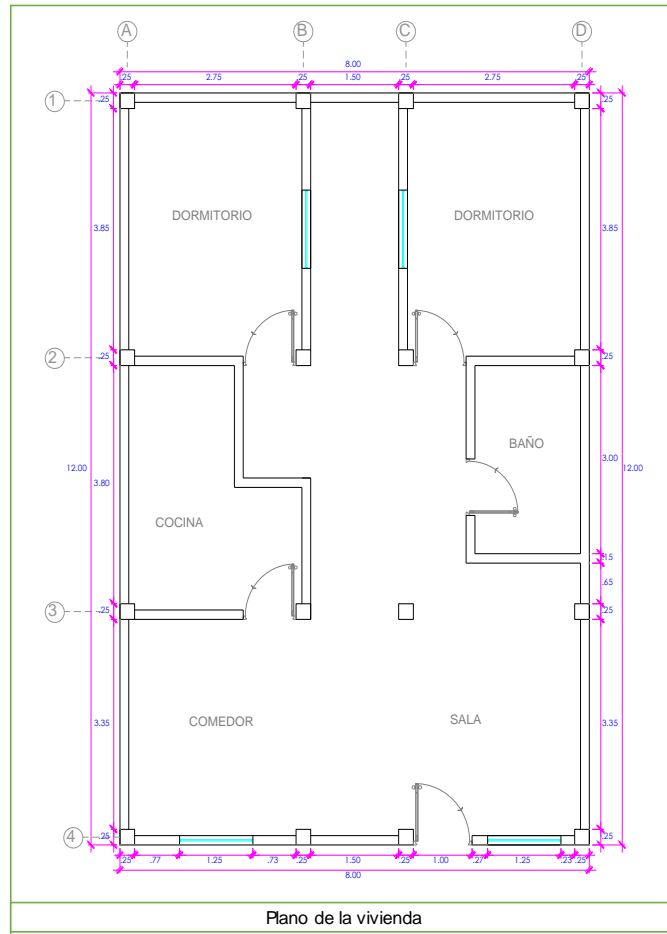 A B C D
8.00
.25 2.75 .25 1.50 .25 2.75 .25
1 .25 .25
DORMITORIO DORMITORIO
3.85 3.85
2 .25 .25
BAÑO
12.00 3.80 3.00 12.00
COCINA
.15
.65
3 .25 .25
COMEDOR SALA
3.35 3.35
4 .25 .25
.25 .77 1.25 .73 .25 1.50 .25 1.00 .27 1.25 .23 .25
8.00
Plano de la vivienda